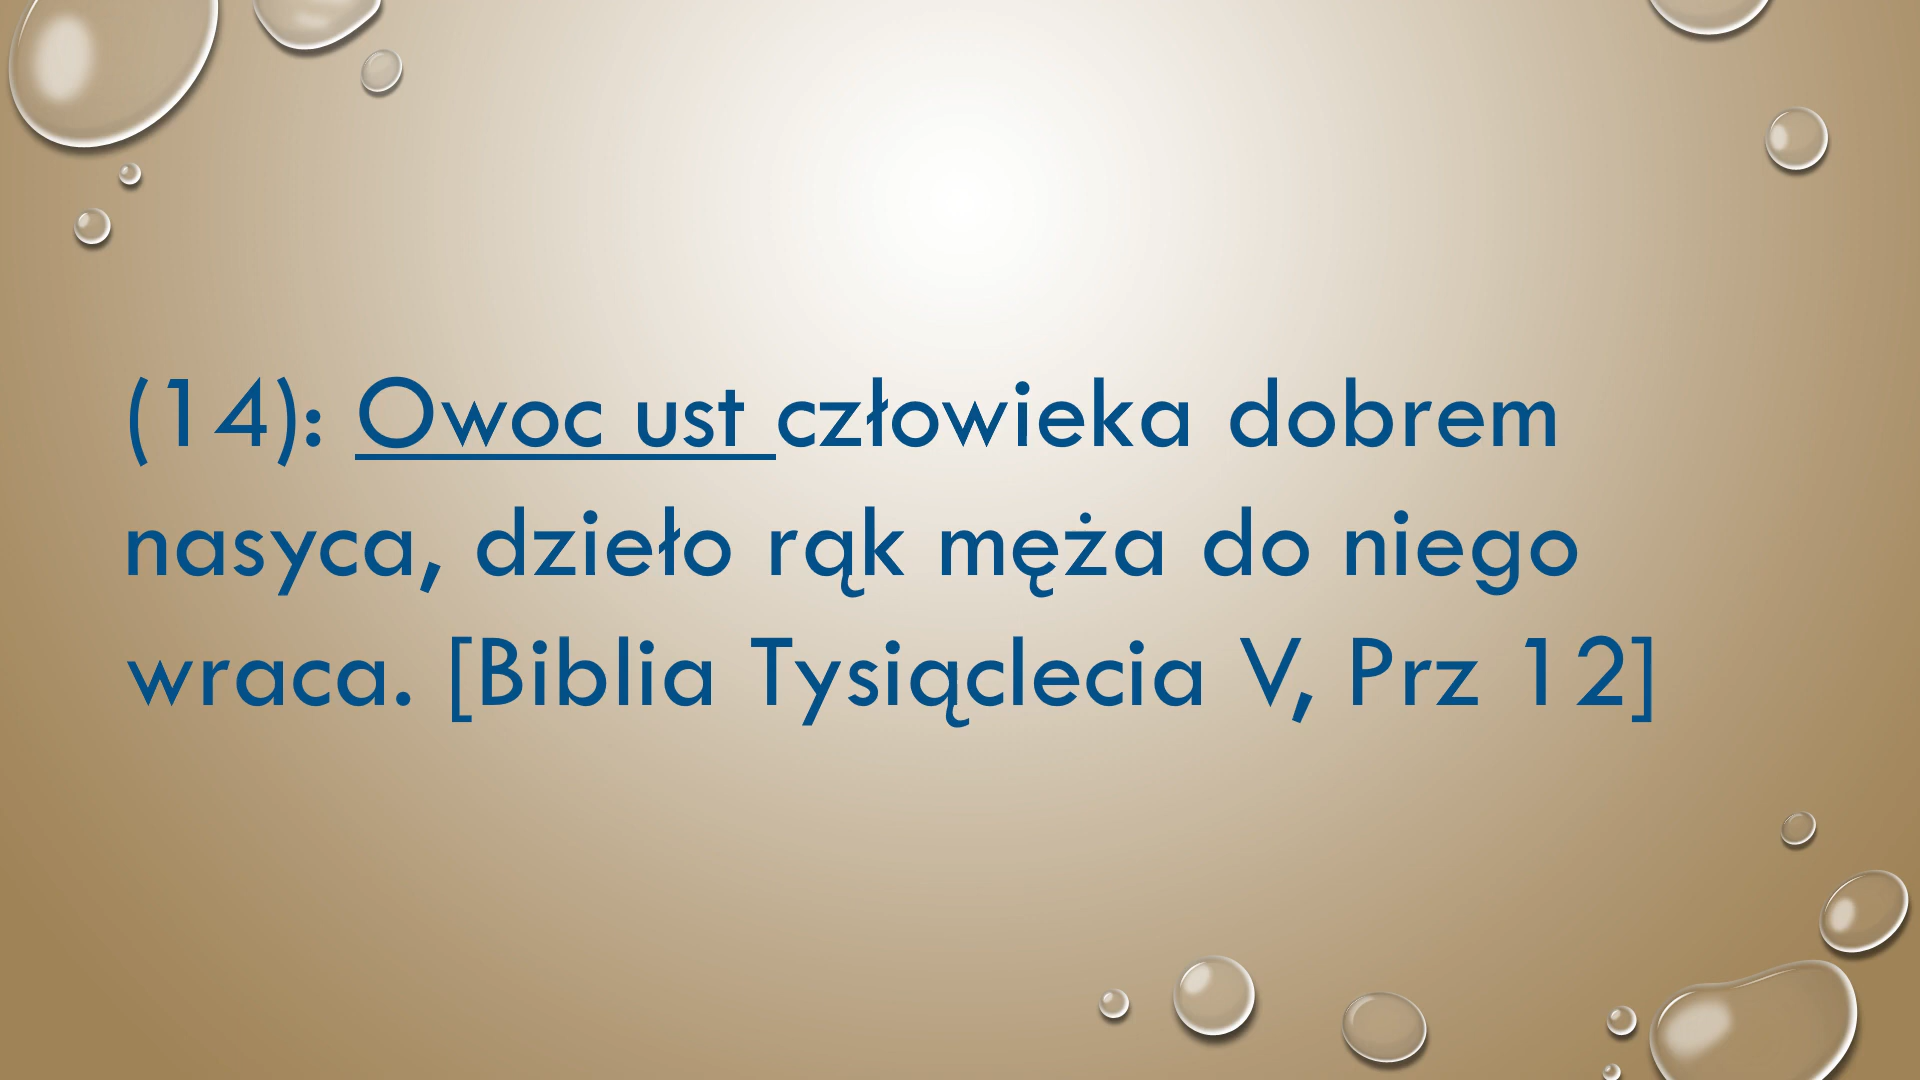 (14): Owoc ust człowieka dobrem
nasyca, dzieło rąk męża do niego
wraca. [Biblia Tysiąclecia V, Prz 12]